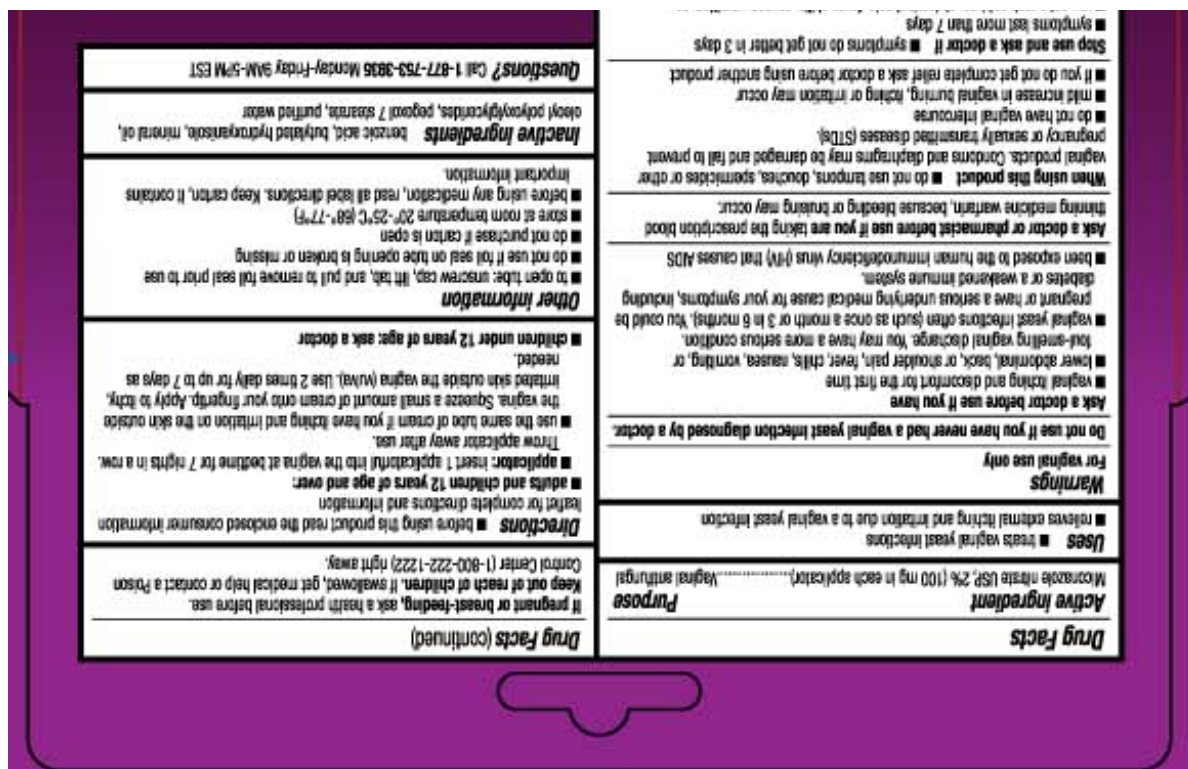 Drug Facts
Active ingredient Purpose
Miconazole nitrate USP, 2% (100 mg in each applicator)..................Vaginal antifungal
Uses ■ treats vaginal yeast infections
■ relieves external itching and irritation due to a vaginal yeast infection
Warnings
For vaginal use only
Do not use if you have never had a vaginal yeast infection diagnosed by a doctor.
Ask a doctor before use if you have
■ vaginal itching and discomfort for the first time
■ lower abdominal, back, or shoulder pain, fever, chills, nausea, vomiting, or
foul-smelling vaginal discharge. You may have a more serious condition.
■ vaginal yeast infections often (such as once a month or 3 in 6 months). You could be
pregnant or have a serious underlying medical cause for your symptoms, including
diabetes or a weakened immune system.
■ been exposed to the human immunodeficiency virus (HIV) that causes AIDS
Ask a doctor or pharmacist before use if you are taking the prescription blood
thinning medicine warfarin, because bleeding or bruising may occur.
When using this product ■ do not use tampons, douches, spermicides or other
vaginal products. Condoms and diaphragms may be damaged and fail to prevent
pregnancy or sexually transmitted diseases (STDs).
■ do not have vaginal intercourse
■ mild increase in vaginal burning, itching or irritation may occur
■ if you do not get complete relief ask a doctor before using another product
Stop use and ask a doctor if ■ symptoms do not get better in 3 days
■ symptoms last more than 7 days
Drug Facts (continued)
If pregnant or breast-feeding, ask a health professional before use.
Keep out of reach of children. If swallowed, get medical help or contact a Poison
Control Center (1-800-222-1222) right away.
Directions ■ before using this product read the enclosed consumer information
leaflet for complete directions and information
■ adults and children 12 years of age and over:
■ applicator: insert 1 applicatorful into the vagina at bedtime for 7 nights in a row.
Throw applicator away after use.
■ use the same tube of cream if you have itching and irritation on the skin outside
the vagina. Squeeze a small amount of cream onto your fingertip. Apply to itchy,
irritated skin outside the vagina (vulva). Use 2 times daily for up to 7 days as
needed.
■ children under 12 years of age: ask a doctor
Other information
■ to open tube: unscrew cap, lift tab, and pull to remove foil seal prior to use
■ do not use if foil seal on tube opening is broken or missing
■ do not purchase if carton is open
■ store at room temperature 20°-25°C (68°-77°F)
■ before using any medication, read all label directions. Keep carton, it contains
important information.
Inactive ingredients benzoic acid, butylated hydroxyanisole, mineral oil,
oleoyl polyoxylglycerides, pegoxol 7 stearate, purified water
Questions? Call 1-877-753-3935 Monday-Friday 9AM-5PM EST